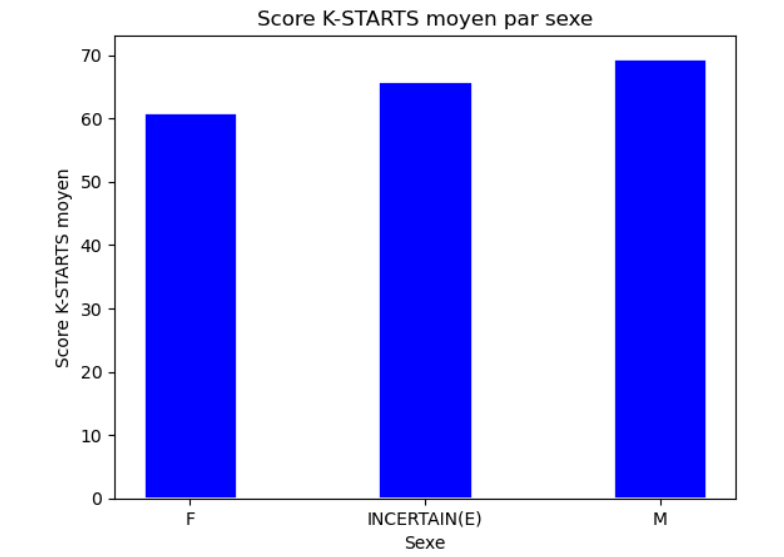 Score K-STARTS moyen par sexe
Score K-STARTS moyen
70
60
50
40
30
20
10
0
F
INCERTAIN(E)
M
Sexe